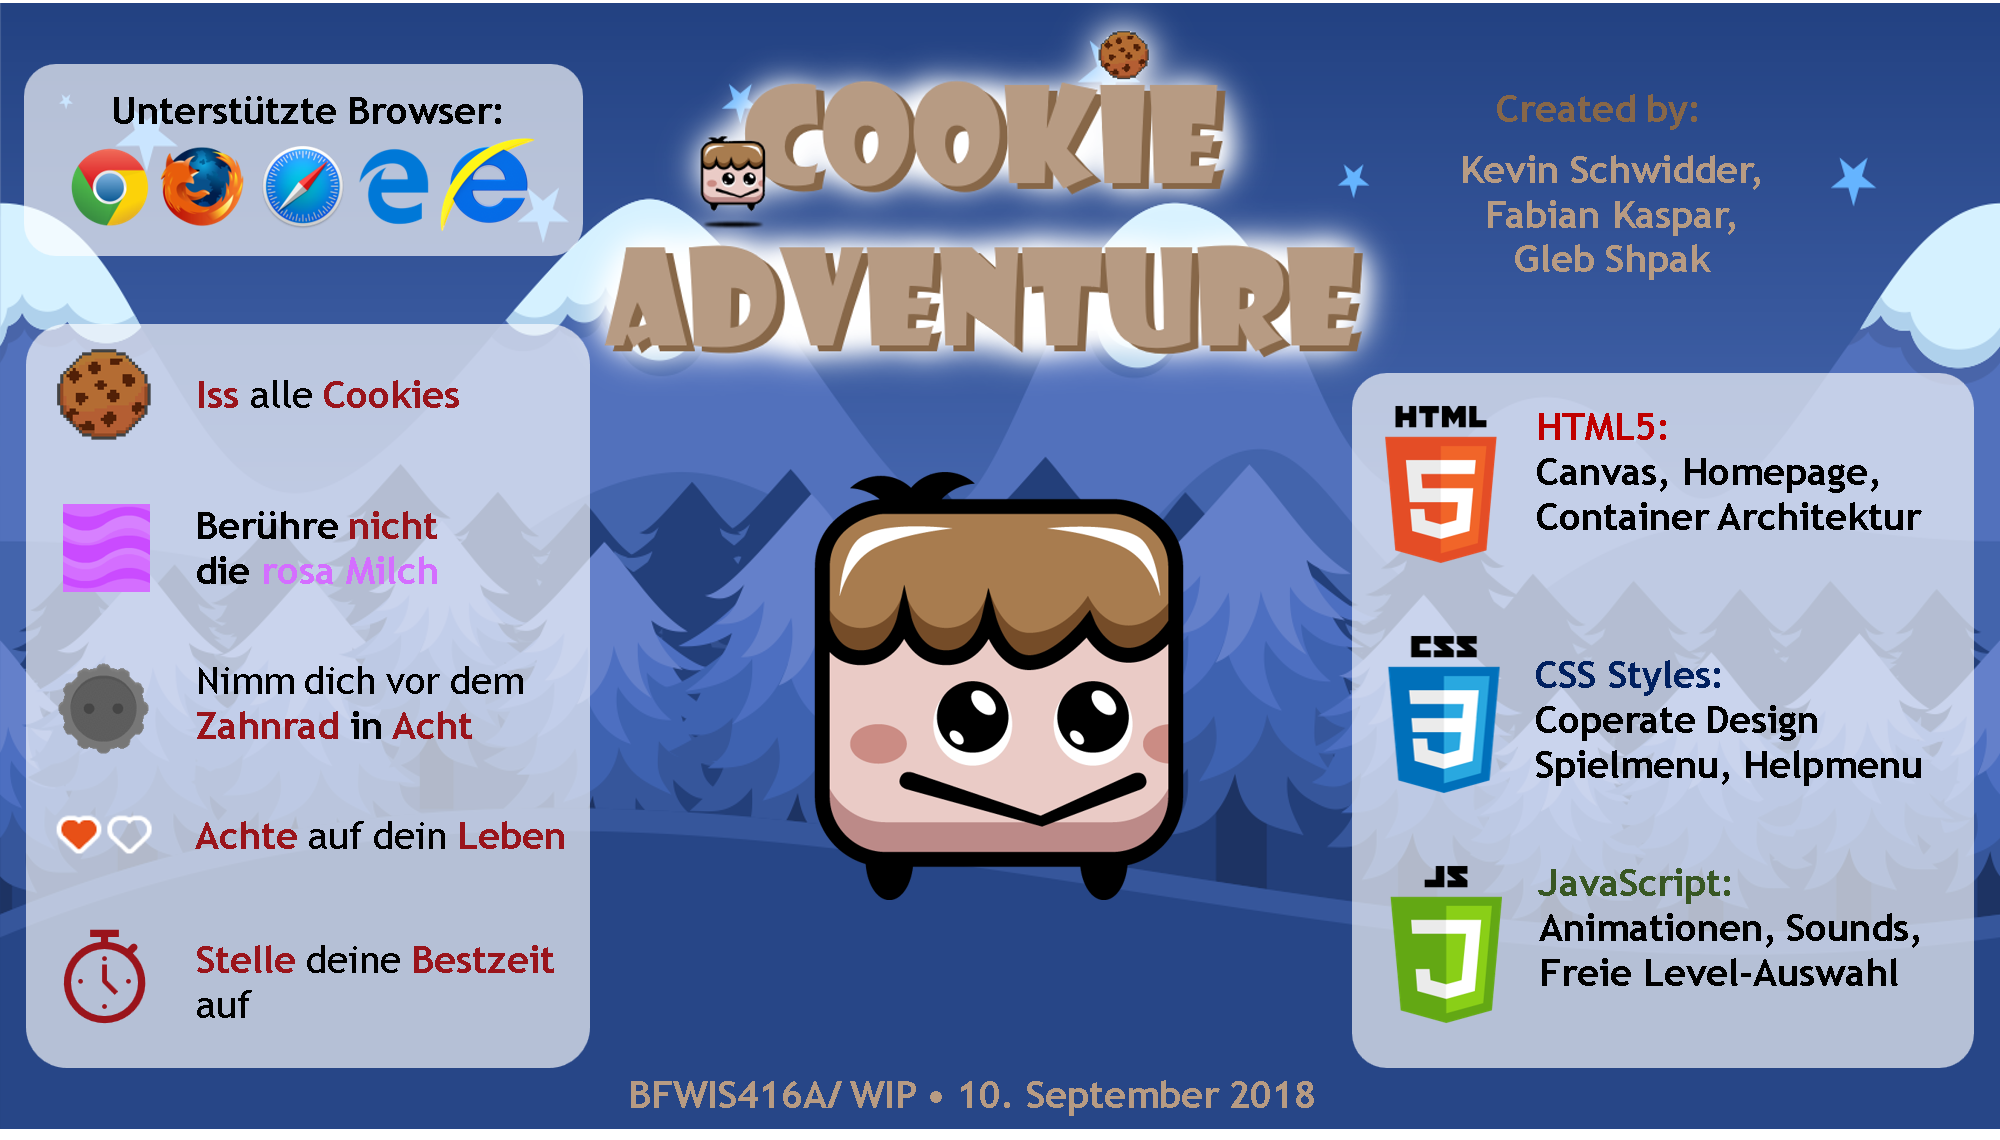 Unterstützte Browser:
COOKIE
ADVENTURE
Created by:
Kevin Schwidder,
Fabian Kaspar,
Gleb Shpak
Iss alle Cookies
Berühre nicht
die rosa Milch
Nimm dich vor dem
Zahnrad in Acht
Achte auf dein Leben
Stelle deine Bestzeit
auf
HTML
5
HTML5:
Canvas, Homepage,
Container Architektur
CSS
3
CSS Styles:
Coperate Design
Spielmenu, Helpmenu
JS
JavaScript:
Animationen, Sounds,
Freie Level-Auswahl
BFWIS416A/ WIP • 10. September 2018